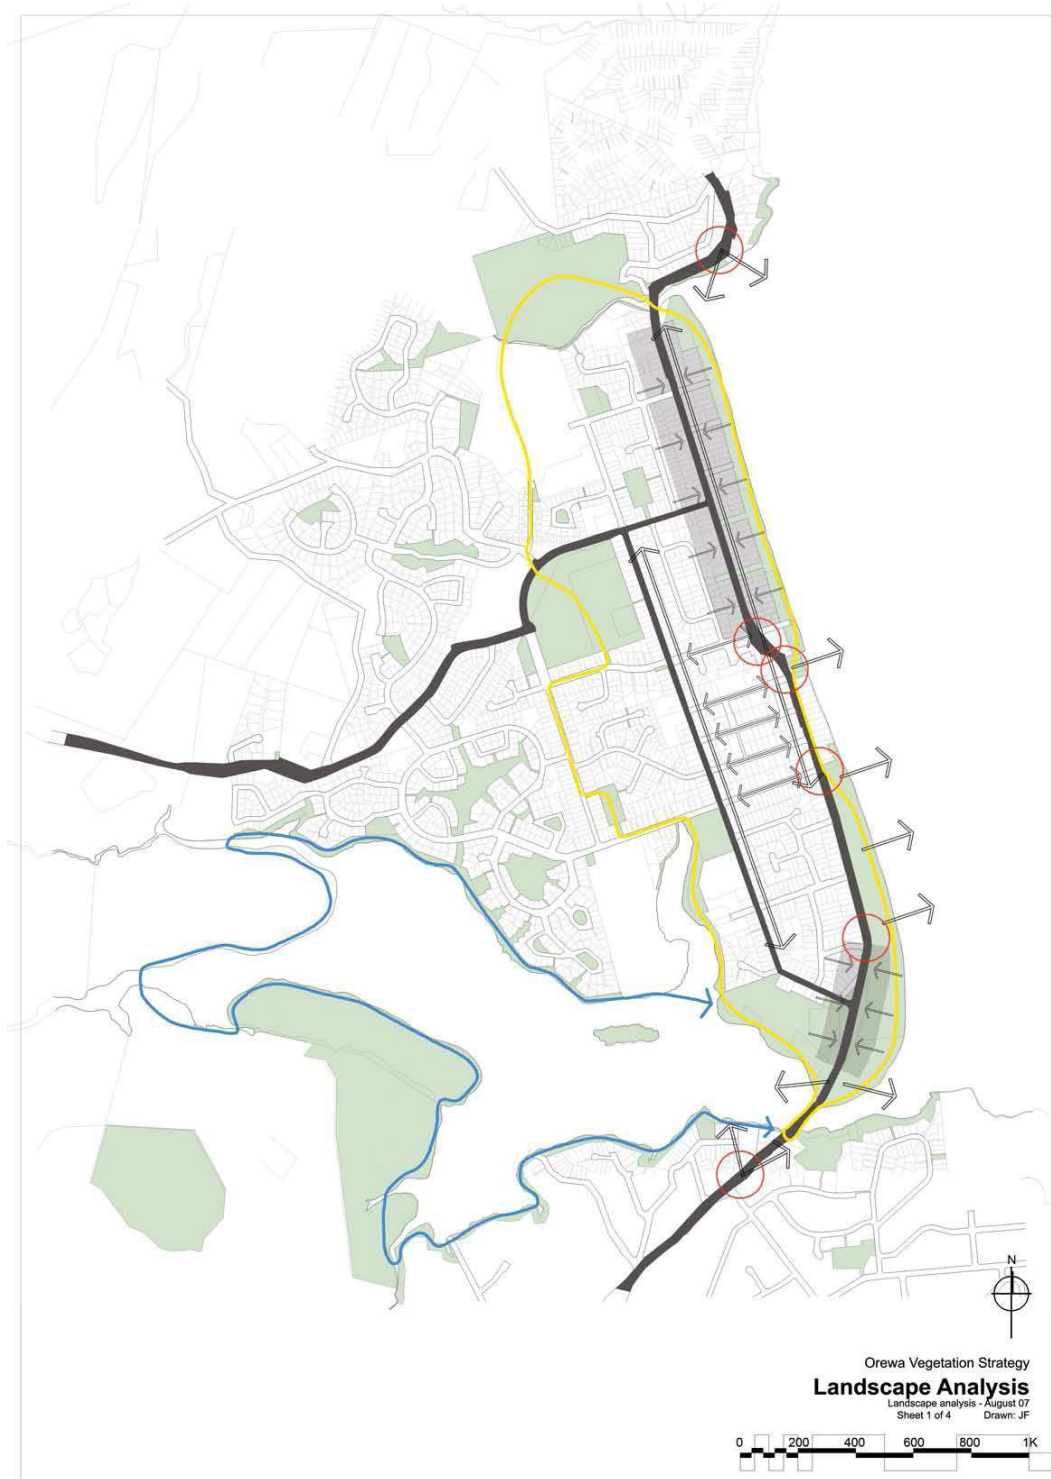 N
Orewa Vegetation Strategy
Landscape Analysis
Landscape analysis - August 07
Sheet 1 of 4 Drawn: JF
0 200 400 600 800 1K